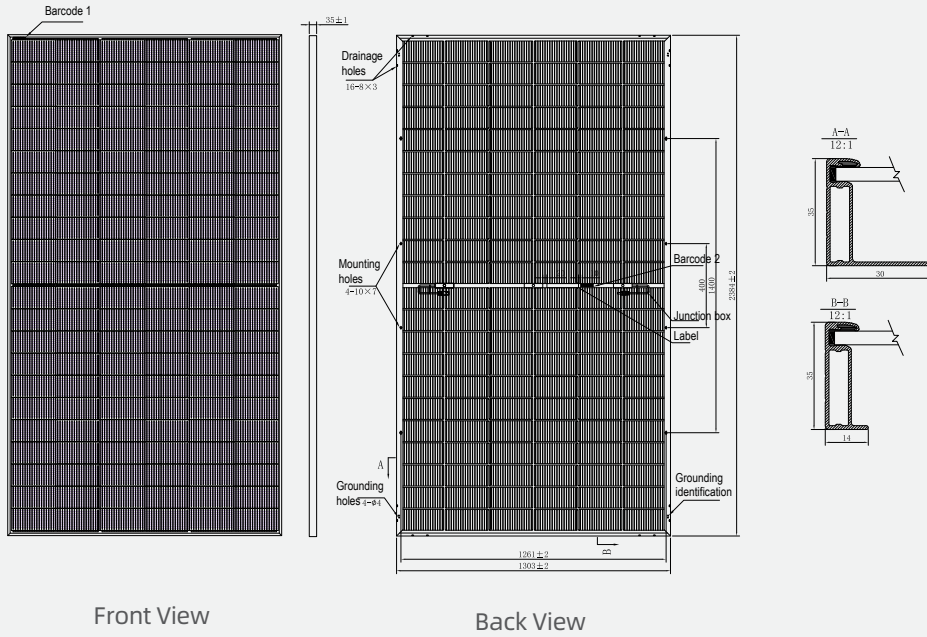 Barcode 1
35±1
Drainage
holes
16-8×3
Mounting
holes
4-10×7
Grounding
holes 4-ø4
A
Barcode 2
Junction box
Label
400
1400
2384±2
Grounding
identification
B
1261±2
1303±2
A-A
12:1
35
30
B-B
12:1
35
14
Front View
Back View